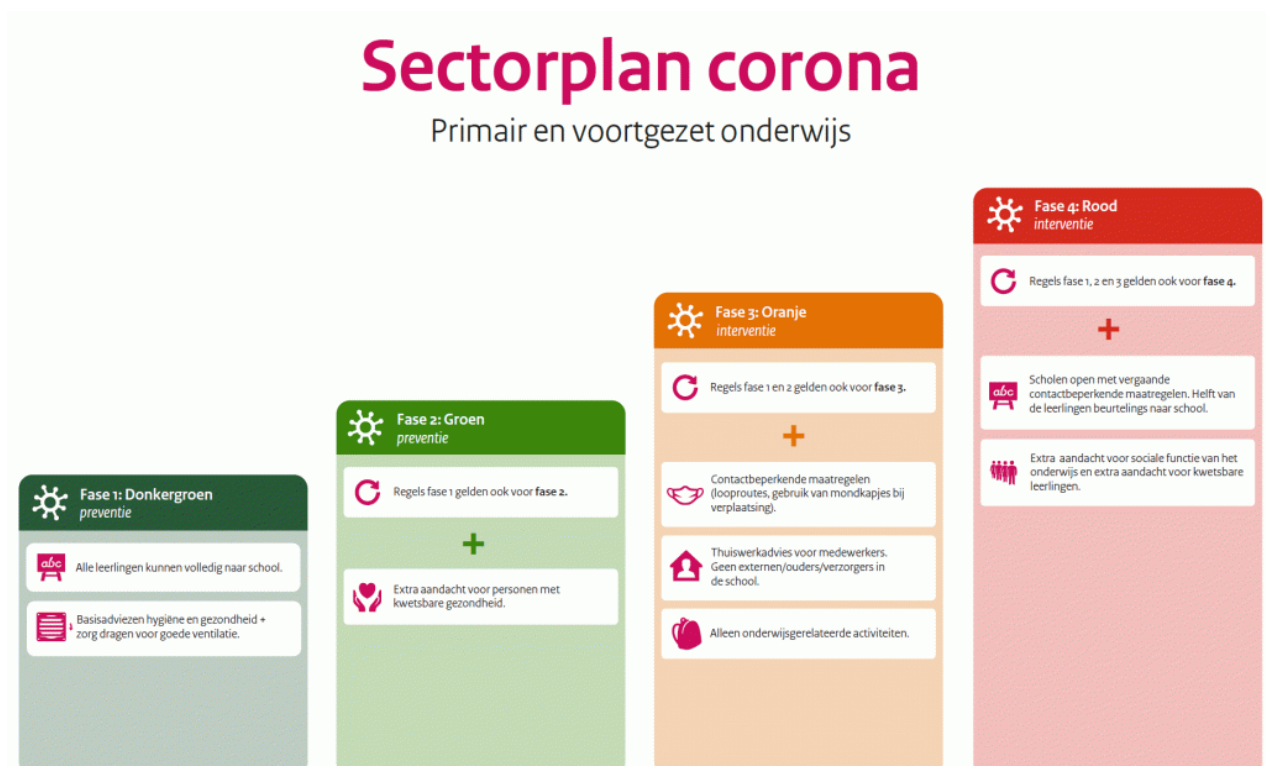 Sectorplan corona
Primair en voortgezet onderwijs
Fase 1: Donkergroen
preventie
abc
Alle leerlingen kunnen volledig naar school.
Basisadviezen hygiëne en gezondheid +
zorg dragen voor goede ventilatie.
Fase 2: Groen
preventie
Regels fase 1 gelden ook voor fase 2.
+
Extra aandacht voor personen met
kwetsbare gezondheid.
Fase 3: Oranje
interventie
Regels fase 1 en 2 gelden ook voor fase 3.
+
Contactbeperkende maatregelen
(looproutes, gebruik van mondkapjes bij
verplaatsing).
Thuiswerkadvies voor medewerkers.
Geen externen/ouders/verzorgers in
de school.
Alleen onderwijsgerelateerde activiteiten.
Fase 4: Rood
interventie
Regels fase 1, 2 en 3 gelden ook voor fase 4.
+
abc
Scholen open met vergaande
contactbeperkende maatregelen. Helft van
de leerlingen beurtelings naar school.
Extra aandacht voor sociale functie van het
onderwijs en extra aandacht voor kwetsbare
leerlingen.